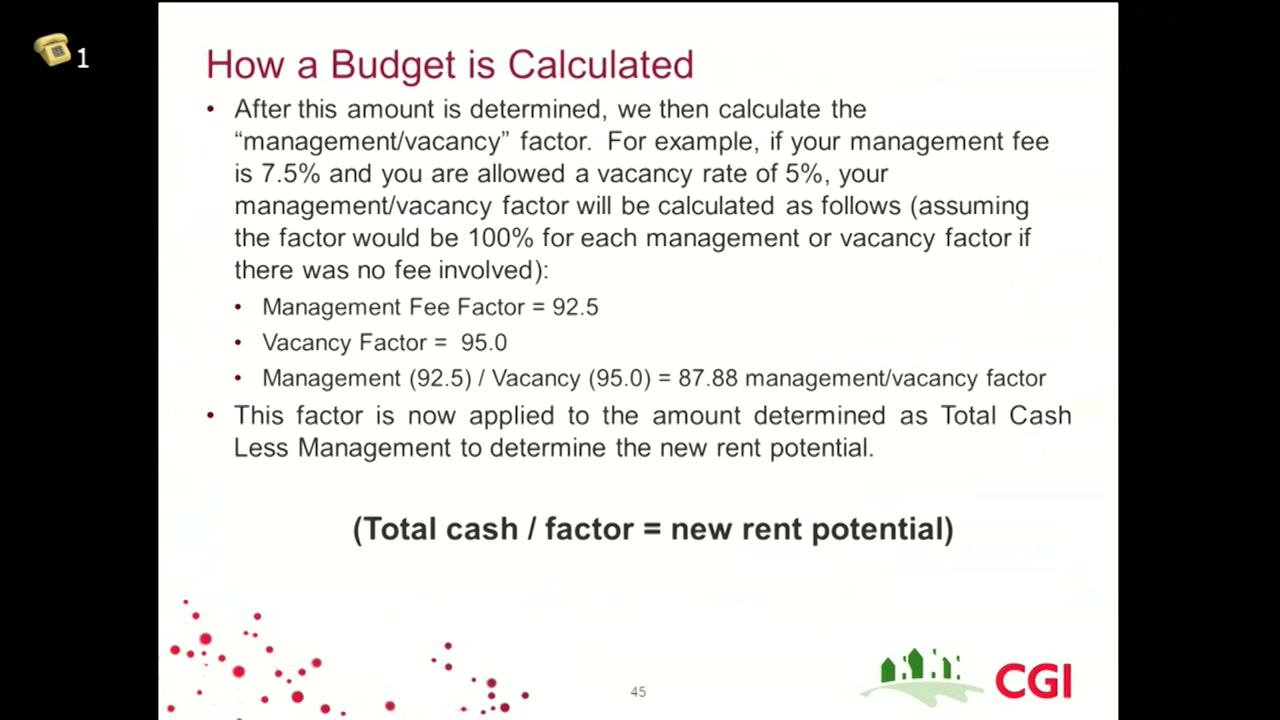 1
How a Budget is Calculated
• After this amount is determined, we then calculate the
“management/vacancy” factor.  For example, if your management fee
is 7.5% and you are allowed a vacancy rate of 5%, your
management/vacancy factor will be calculated as follows (assuming
the factor would be 100% for each management or vacancy factor if
there was no fee involved):
• Management Fee Factor = 92.5
• Vacancy Factor =  95.0
• Management (92.5) / Vacancy (95.0) = 87.88 management/vacancy factor
• This factor is now applied to the amount determined as Total Cash
Less Management to determine the new rent potential.
(Total cash / factor = new rent potential)
45
CGI